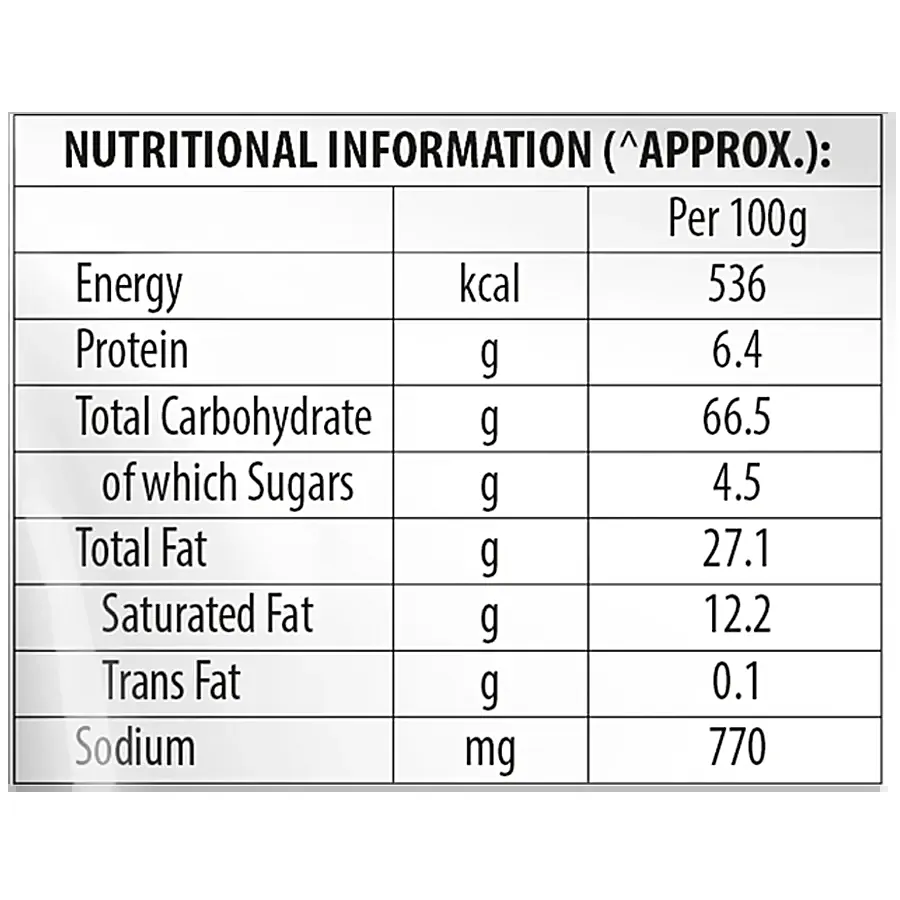 NUTRITIONAL INFORMATION (^APPROX.):
Per 100g
Energy kcal 536
Protein g 6.4
Total Carbohydrate g 66.5
of which Sugars g 4.5
Total Fat g 27.1
Saturated Fat g 12.2
Trans Fat g 0.1
Sodium mg 770